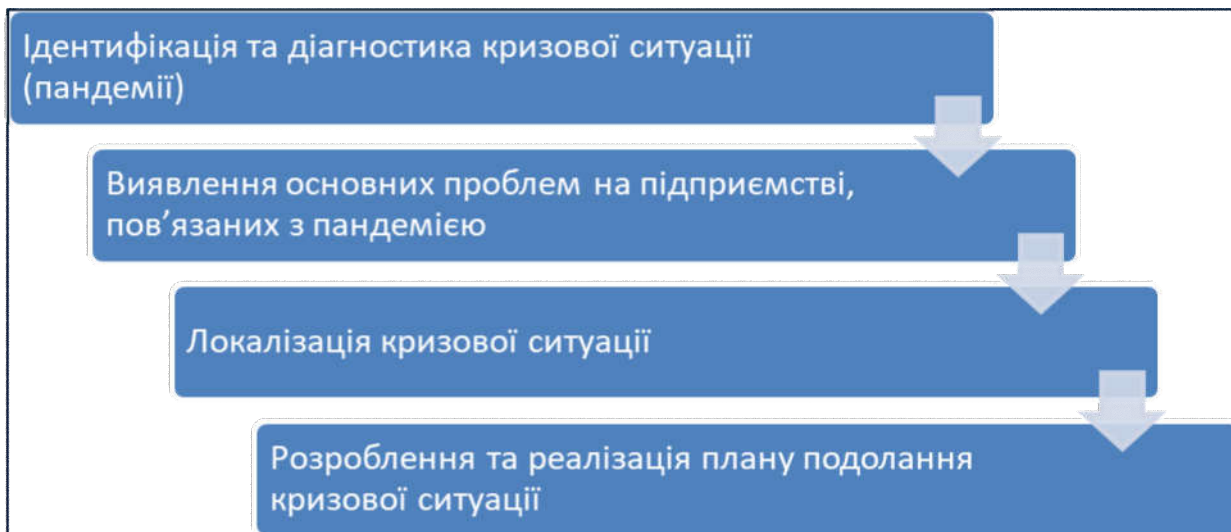 Ідентифікація та діагностика кризової ситуації
(пандемії)
Виявлення основних проблем на підприємстві,
пов’язаних з пандемією
Локалізація кризової ситуації
Розроблення та реалізація плану подолання
кризової ситуації